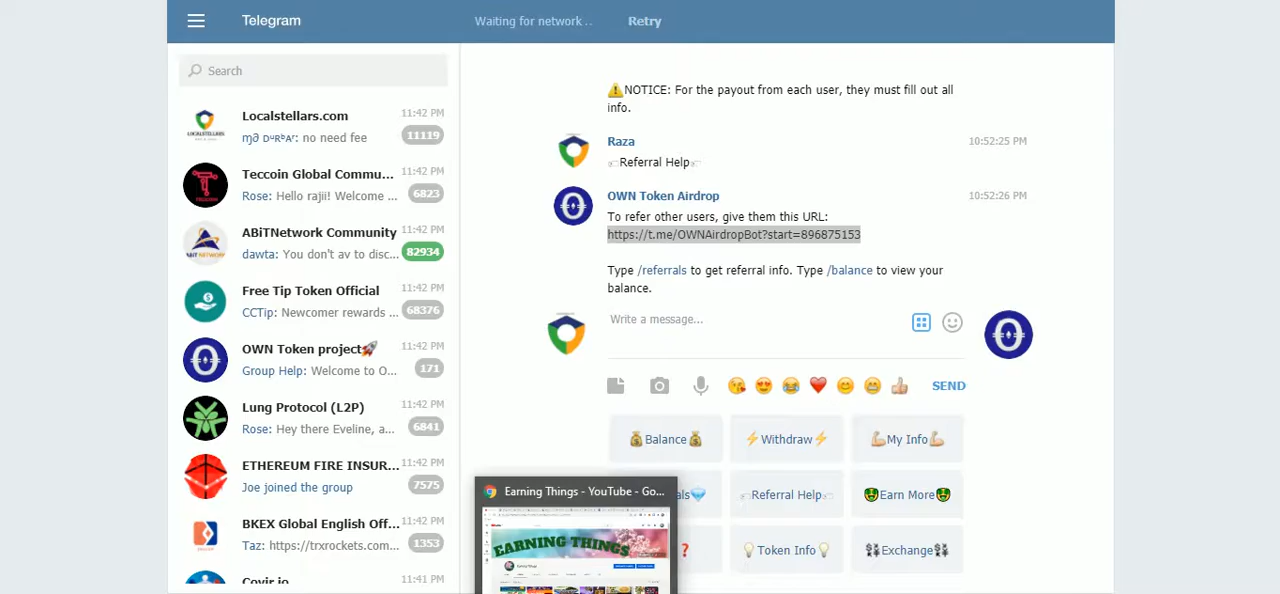 Telegram
Waiting for network ..
Retry
Search
Localstellars.com
11:42 PM
ɱ∂ DᵘRᵇAʳ: no need fee
11119
Teccoin Global Commu...
11:42 PM
Rose: Hello rajii! Welcome ...
6823
ABiTNetwork Community
11:42 PM
dawta: You don't av to disc...
82934
Free Tip Token Official
11:42 PM
CCTip: Newcomer rewards ...
68376
OWN Token project🚀
11:42 PM
Group Help: Welcome to O...
171
Lung Protocol (L2P)
11:42 PM
Rose: Hey there Eveline, a...
6841
ETHEREUM FIRE INSUR...
11:42 PM
Joe joined the group
7575
BKEX Global English Off...
11:42 PM
Taz: https://trxrockets.com...
1353
Covir.io
11:41 PM
⚠️NOTICE: For the payout from each user, they must fill out all
info.
Raza
10:52:25 PM
Referral Help
OWN Token Airdrop
10:52:26 PM
To refer other users, give them this URL:
https://t.me/OWNAirdropBot?start=896875153
Type /referrals to get referral info. Type /balance to view your
balance.
Write a message...
SEND
💰Balance💰
⚡Withdraw⚡
💪My Info💪
als💎
Referral Help
🤑Earn More🤑
❓
💡Token Info💡
Exchange
Earning Things - YouTube - Go...
EARNING THINGS